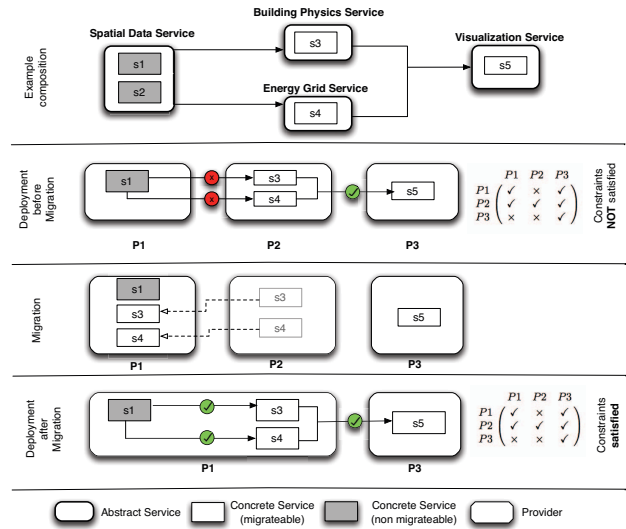 Example
composition
Spatial Data Service
s1
s2
Building Physics Service
s3
Energy Grid Service
s4
Visualization Service
s5
Deployment
before
Migration
s1
x
x
s3
s4
✓
s5
P1
P2
P3
P1 P2 P3
P1 ✓ × ✓
P2 ✓ ✓ ✓
P3 × × ✓
Constraints
NOT satisfied
Migration
s1
s3
s4
s3
s4
s5
P1
P2
P3
Deployment
after
Migration
s1
✓
✓
s3
s4
✓
s5
P1
P3
P1 P2 P3
P1 ✓ × ✓
P2 ✓ ✓ ✓
P3 × × ✓
Constraints
satisfied
Abstract Service
Concrete Service
(migrateable)
Concrete Service
(non migrateable)
Provider